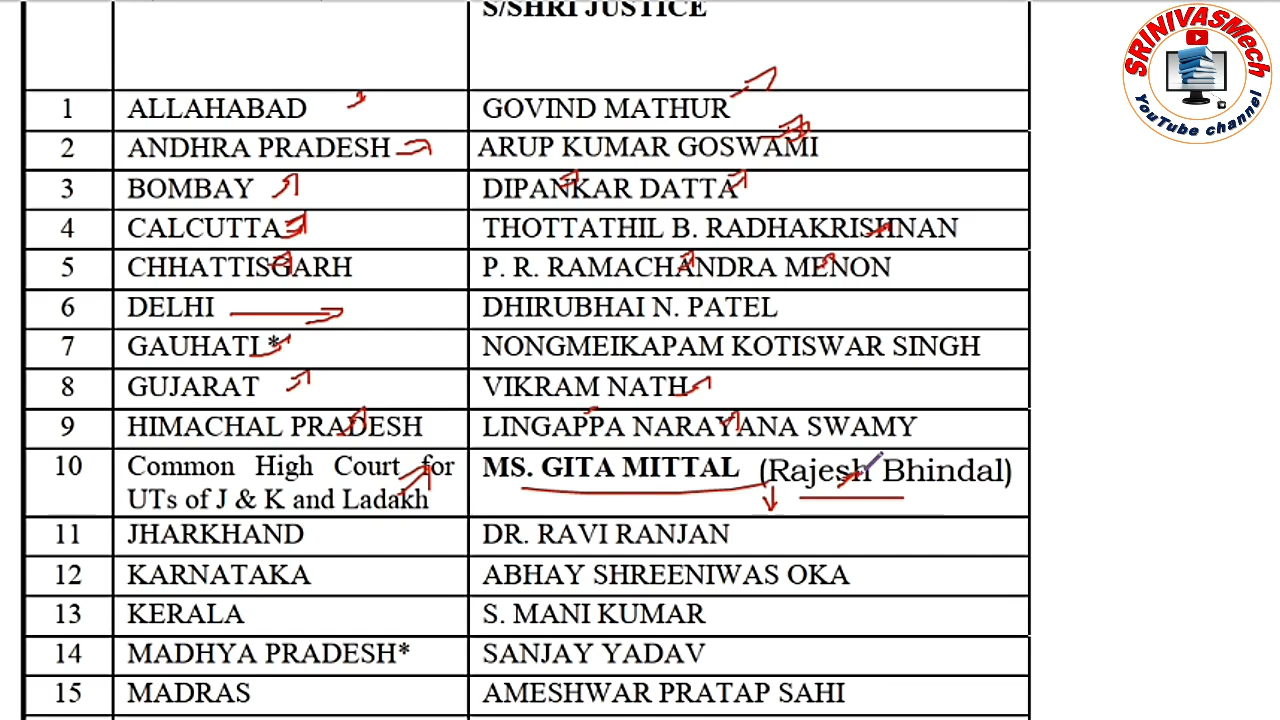 S/SHRI JUSTICE
SRINIVASMech
YouTube channel
1 ALLAHABAD GOVIND MATHUR
2 ANDHRA PRADESH ARUP KUMAR GOSWAMI
3 BOMBAY DIPANKAR DATTA
4 CALCUTTA THOTTATHIL B. RADHAKRISHNAN
5 CHHATTISGARH P. R. RAMACHANDRA MENON
6 DELHI DHIRUBHAI N. PATEL
7 GAUHATI* NONGMEIKAPAM KOTISWAR SINGH
8 GUJARAT VIKRAM NATH
9 HIMACHAL PRADESH LINGAPPA NARAYANA SWAMY
10 Common High Court for MS. GITA MITTAL (Rajesh Bhindal)
UTs of J & K and Ladakh
11 JHARKHAND DR. RAVI RANJAN
12 KARNATAKA ABHAY SHREENIWAS OKA
13 KERALA S. MANI KUMAR
14 MADHYA PRADESH* SANJAY YADAV
15 MADRAS AMESHWAR PRATAP SAHI